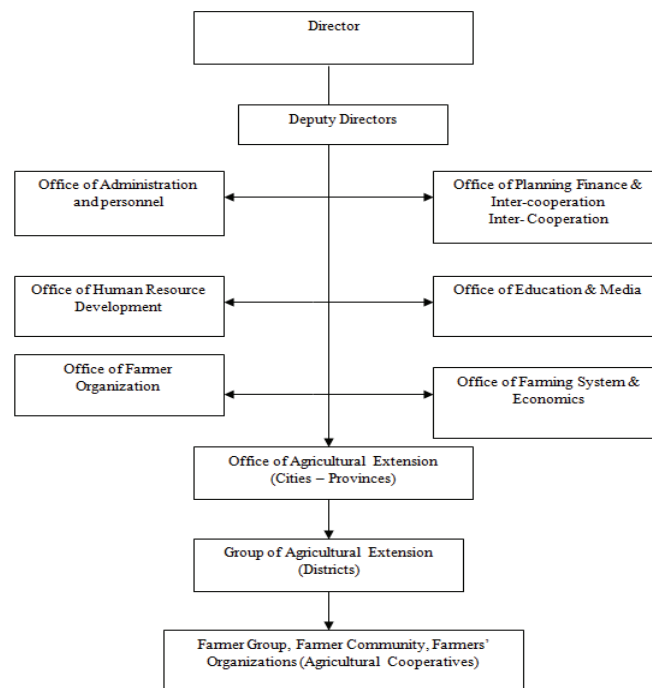 Director
Deputy Directors
Office of Administration
and personnel
Office of Planning Finance &
Inter-cooperation
Inter- Cooperation
Office of Human Resource
Development
Office of Education & Media
Office of Farmer
Organization
Office of Farming System &
Economics
Office of Agricultural Extension
(Cities – Provinces)
Group of Agricultural Extension
(Districts)
Farmer Group, Farmer Community, Farmers’
Organizations (Agricultural Cooperatives)